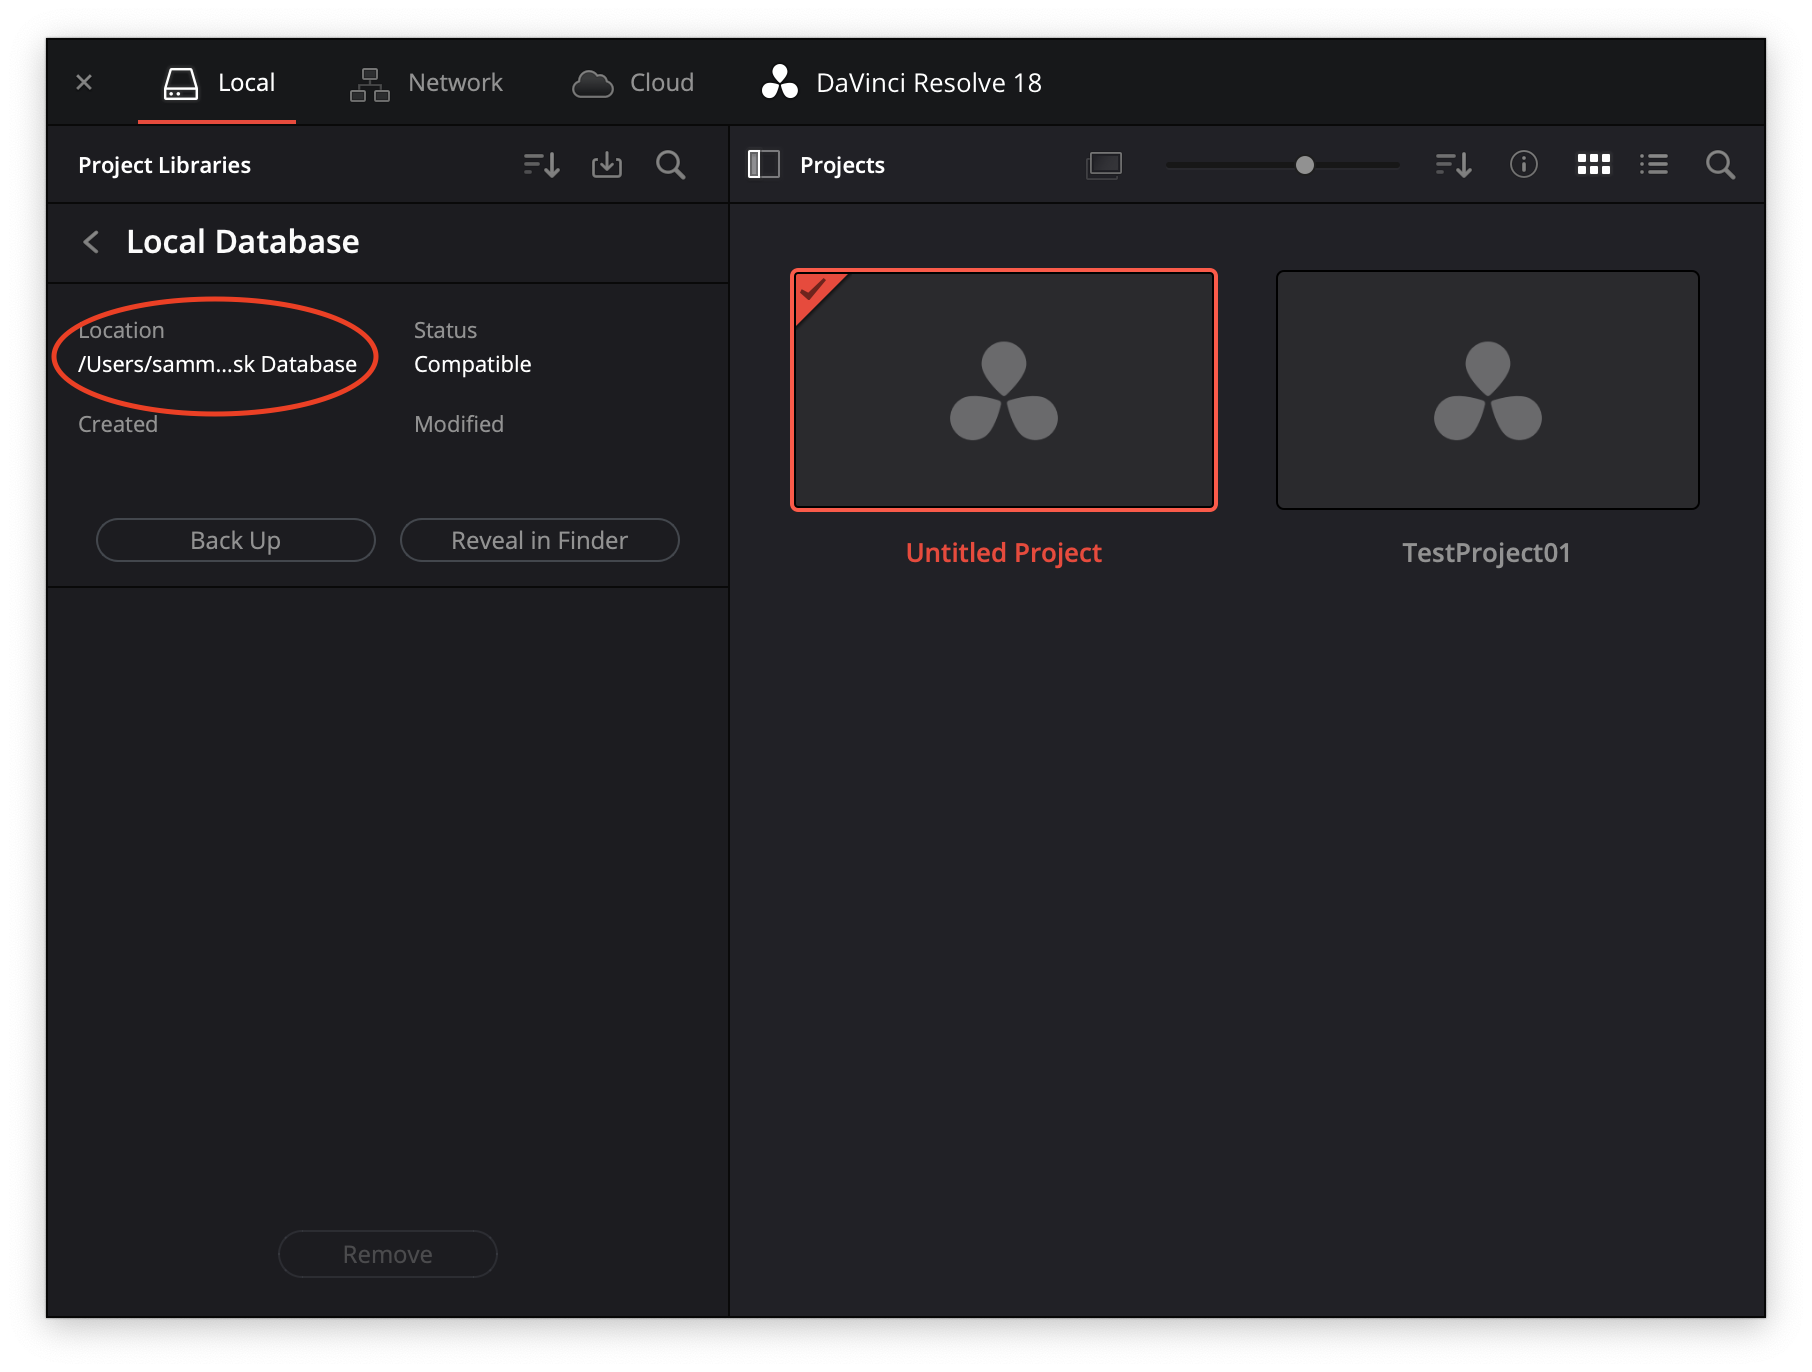 Local
Network
Cloud
DaVinci Resolve 18
Project Libraries
Projects
Local Database
Location
Status
/Users/samm...sk Database
Compatible
Created
Modified
Back Up
Reveal in Finder
Untitled Project
TestProject01
Remove